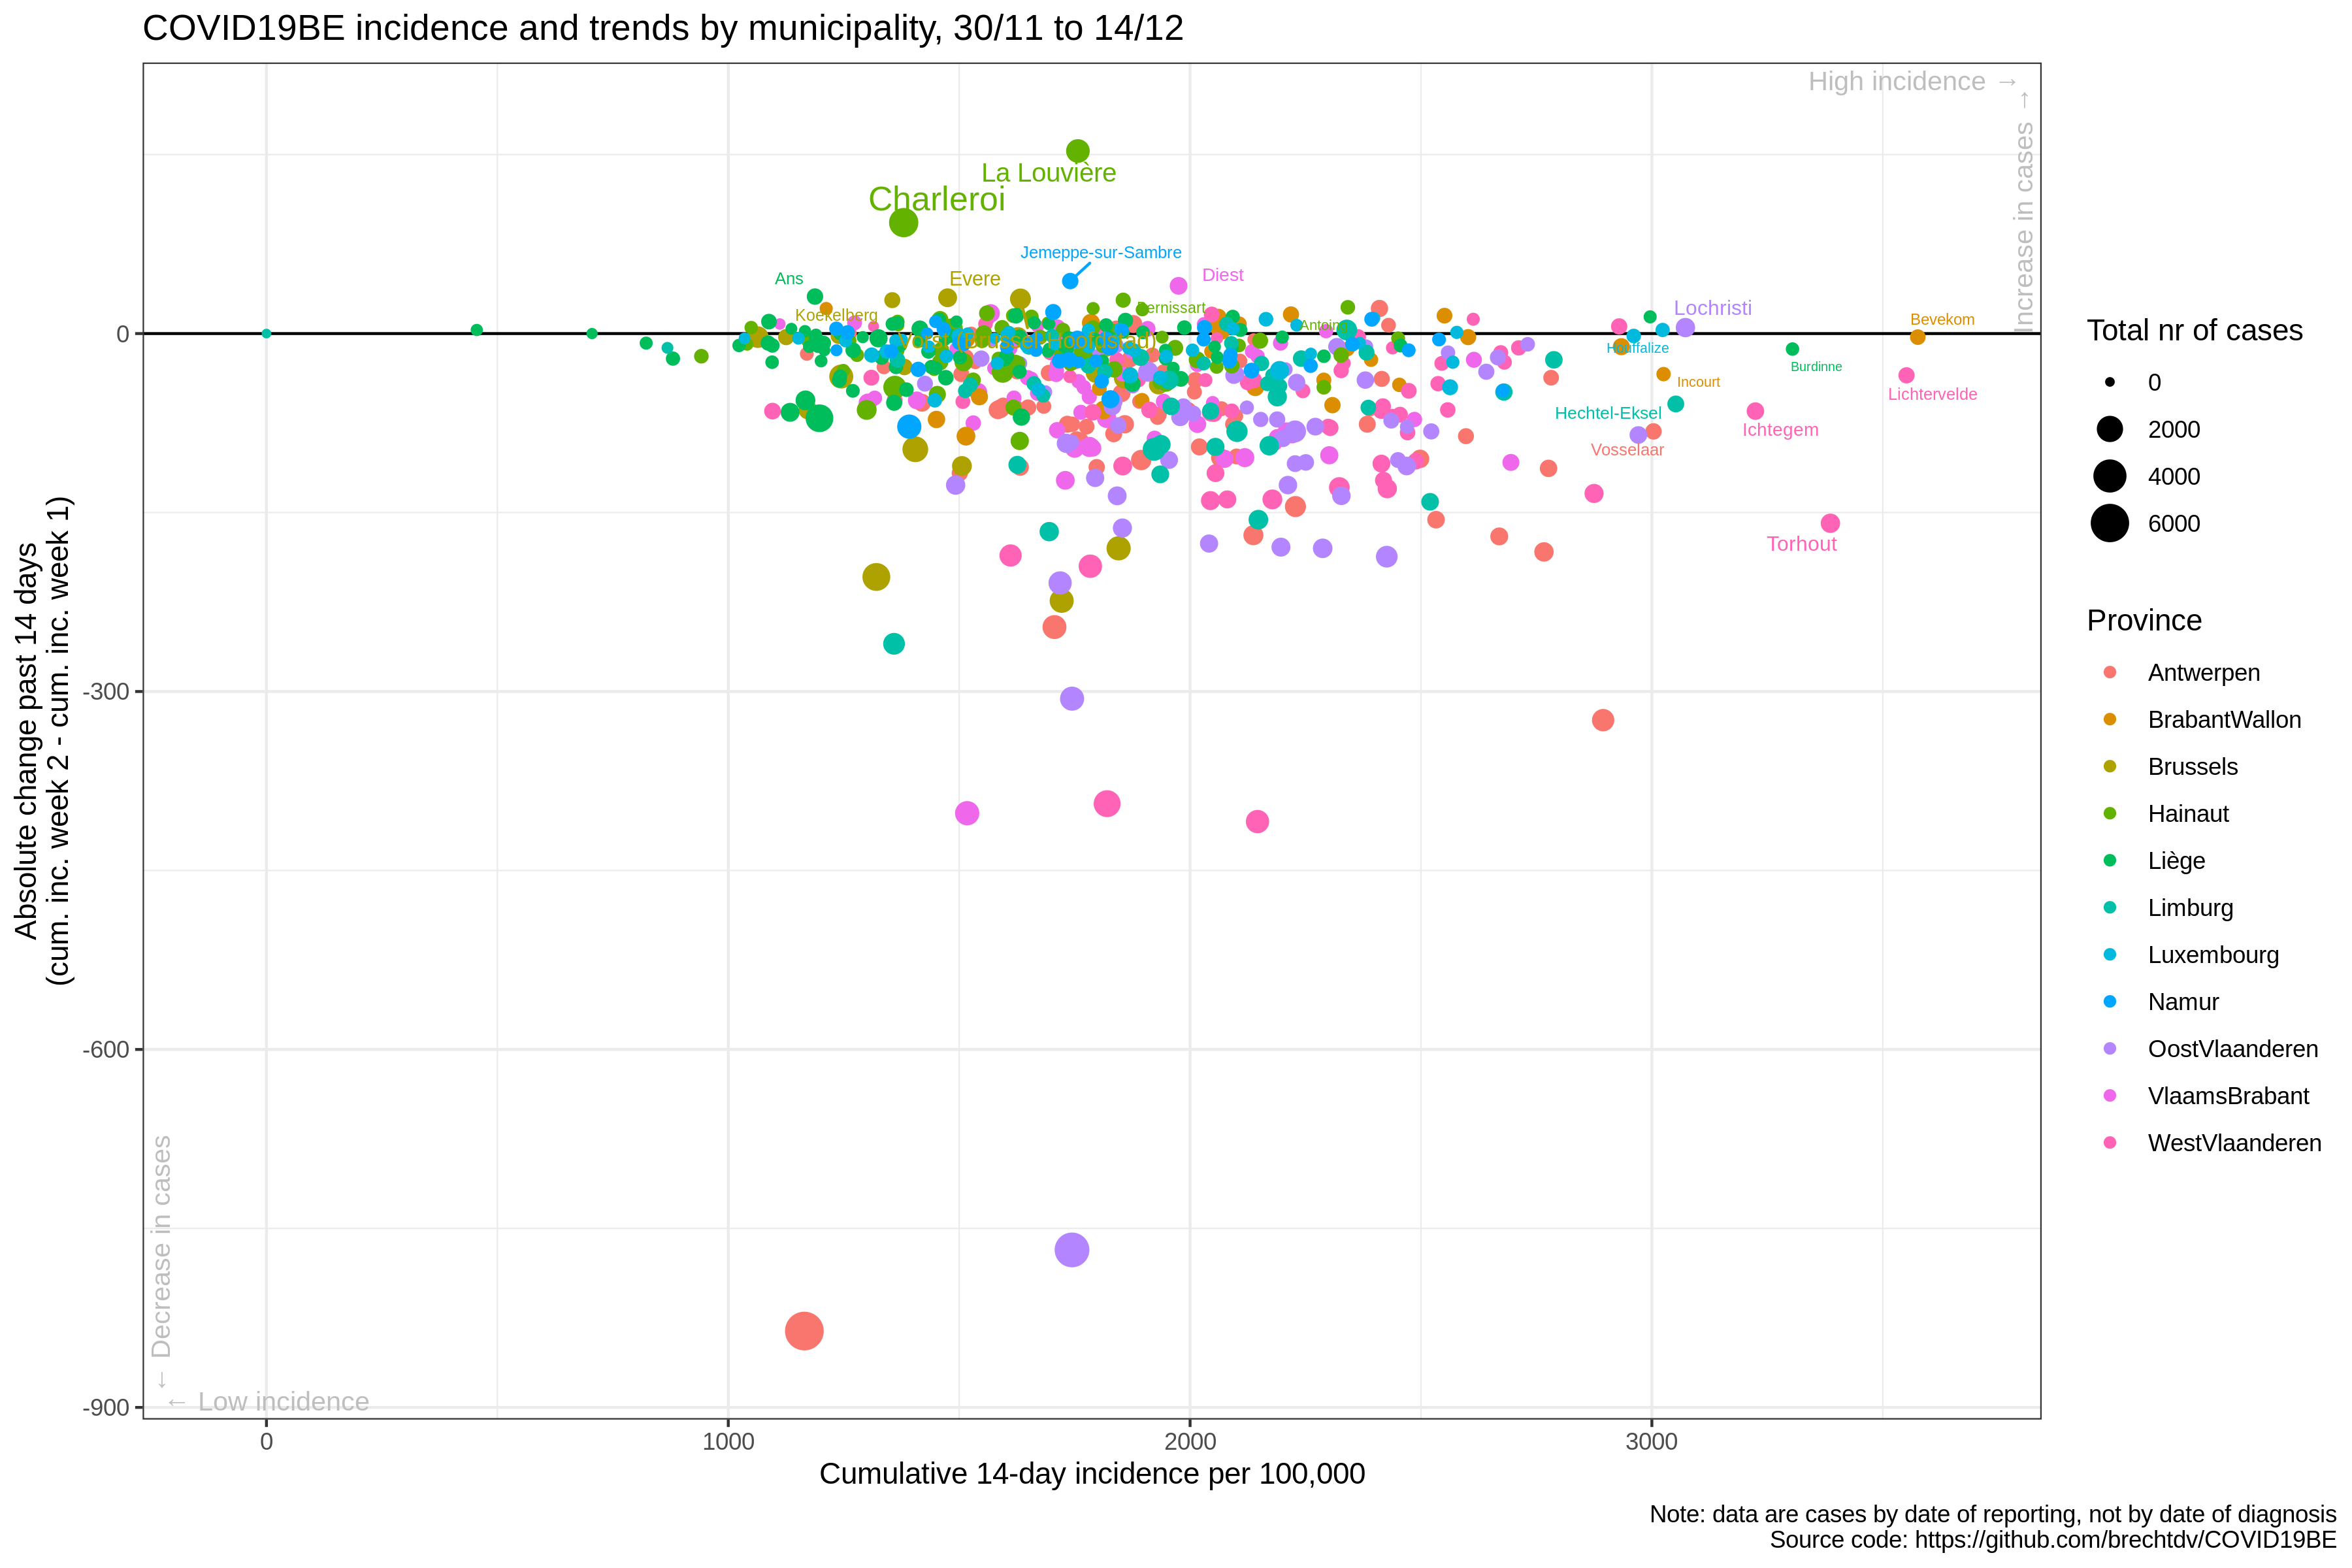 COVID19BE incidence and trends by municipality, 30/11 to 14/12
High incidence →
Increase in cases →
La Louvière
Charleroi
Jemeppe-sur-Sambre
Diest
Evere
Ans
Koekelberg
Bernissart
Antoing
Lochristi
Bevekom
Vorst (Brussel-Hoofdstad)
Houffalize
Burdinne
Incourt
Lichtervelde
Hechtel-Eksel
Ichtegem
Vosselaar
Torhout
0
-300
-600
-900
Absolute change past 14 days
(cum. inc. week 2 - cum. inc. week 1)
← Decrease in cases
← Low incidence
0
1000
2000
3000
Cumulative 14-day incidence per 100,000
Total nr of cases
0
2000
4000
6000
Province
Antwerpen
BrabantWallon
Brussels
Hainaut
Liège
Limburg
Luxembourg
Namur
OostVlaanderen
VlaamsBrabant
WestVlaanderen
Note: data are cases by date of reporting, not by date of diagnosis
Source code: https://github.com/brechtdv/COVID19BE